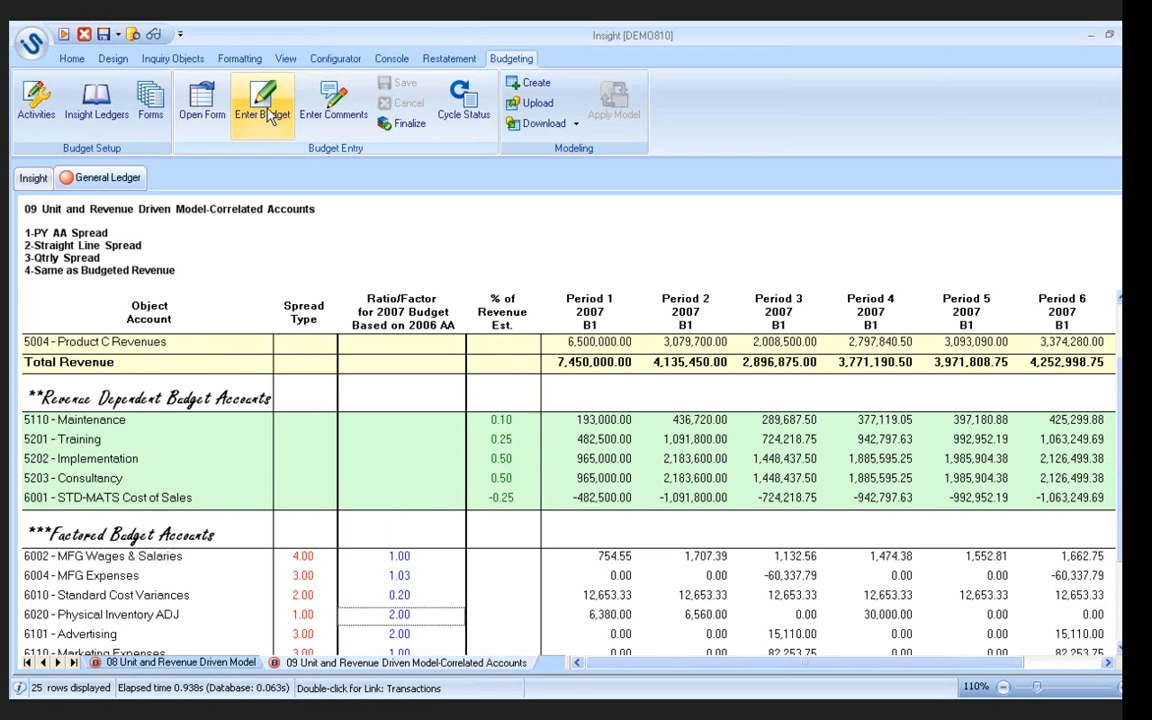 Insight [DEMO810]
Home Design Inquiry Objects Formatting View Configurator Console Restatement Budgeting
Activities Insight Ledgers Forms Open Form Enter Budget Enter Comments Save Cancel Finalize Cycle Status Create Upload Download Apply Model
Budget Setup Budget Entry Modeling
Insight General Ledger
09 Unit and Revenue Driven Model-Correlated Accounts
1-PY AA Spread
2-Straight Line Spread
3-Qtrly Spread
4-Same as Budgeted Revenue
Object Account Spread Type Ratio/Factor for 2007 Budget Based on 2006 AA % of Revenue Est. Period 1 2007 B1 Period 2 2007 B1 Period 3 2007 B1 Period 4 2007 B1 Period 5 2007 B1 Period 6 2007 B1
5004 - Product C Revenues 6,500,000.00 3,079,700.00 2,008,500.00 2,797,840.50 3,093,090.00 3,374,280.00
Total Revenue 7,450,000.00 4,135,450.00 2,896,875.00 3,771,190.50 3,971,808.75 4,252,998.75
**Revenue Dependent Budget Accounts
5110 - Maintenance 0.10 193,000.00 436,720.00 289,687.50 377,119.05 397,180.88 425,299.88
5201 - Training 0.25 482,500.00 1,091,800.00 724,218.75 942,797.63 992,952.19 1,063,249.69
5202 - Implementation 0.50 965,000.00 2,183,600.00 1,448,437.50 1,885,595.25 1,985,904.38 2,126,499.38
5203 - Consultancy 0.50 965,000.00 2,183,600.00 1,448,437.50 1,885,595.25 1,985,904.38 2,126,499.38
6001 - STD-MATS Cost of Sales -0.25 -482,500.00 -1,091,800.00 -724,218.75 -942,797.63 -992,952.19 -1,063,249.69
***Factored Budget Accounts
6002 - MFG Wages & Salaries 4.00 1.00 754.55 1,707.39 1,132.56 1,474.38 1,552.81 1,662.75
6004 - MFG Expenses 3.00 1.03 0.00 0.00 -60,337.79 0.00 0.00 -60,337.79
6010 - Standard Cost Variances 2.00 0.20 12,653.33 12,653.33 12,653.33 12,653.33 12,653.33 12,653.33
6020 - Physical Inventory ADJ 1.00 2.00 6,380.00 6,560.00 0.00 30,000.00 0.00 0.00
6101 - Advertising 3.00 2.00 0.00 0.00 15,110.00 0.00 0.00 15,110.00
6110 - Marketing Expenses 3.00 1.00 0.00 0.00 82,253.75 0.00 0.00 82,253.75
08 Unit and Revenue Driven Model 09 Unit and Revenue Driven Model-Correlated Accounts
25 rows displayed Elapsed time 0.938s (Database: 0.063s) Double-click for Link: Transactions 110%